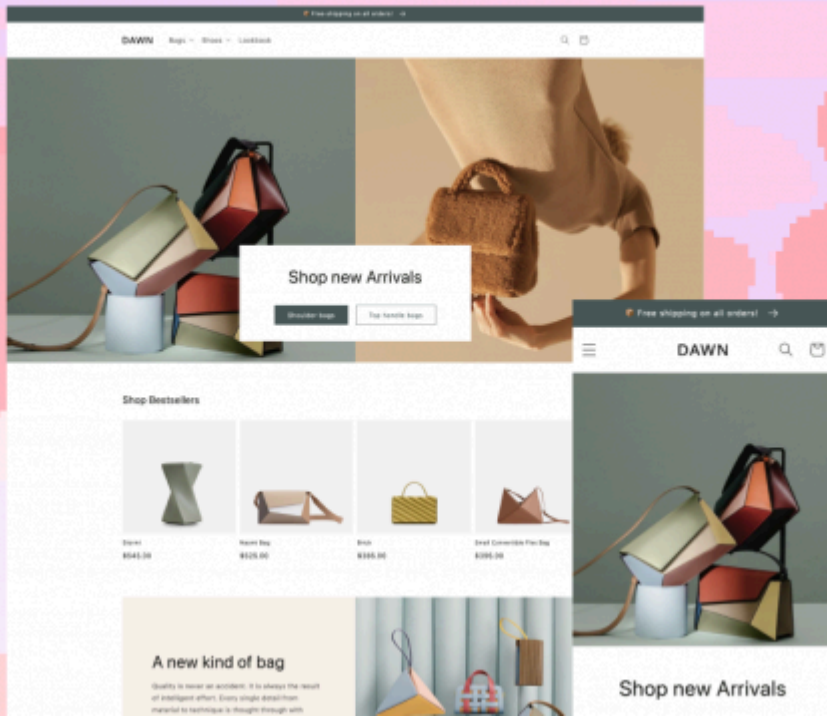 Free shipping on all orders! →
DAWN Bags Shoes Lookbook
Shop new Arrivals
Shoulder bags Top handle bags
Shop Bestsellers
Naomi Bag Brick Small Convertible Flex Bag
$545.00 $525.00 $395.00 $395.00
A new kind of bag
Quality is never an accident. It is always the result
of intelligent effort. Every single detail from
material to technique is thought through with
Free shipping on all orders! →
DAWN
Shop new Arrivals